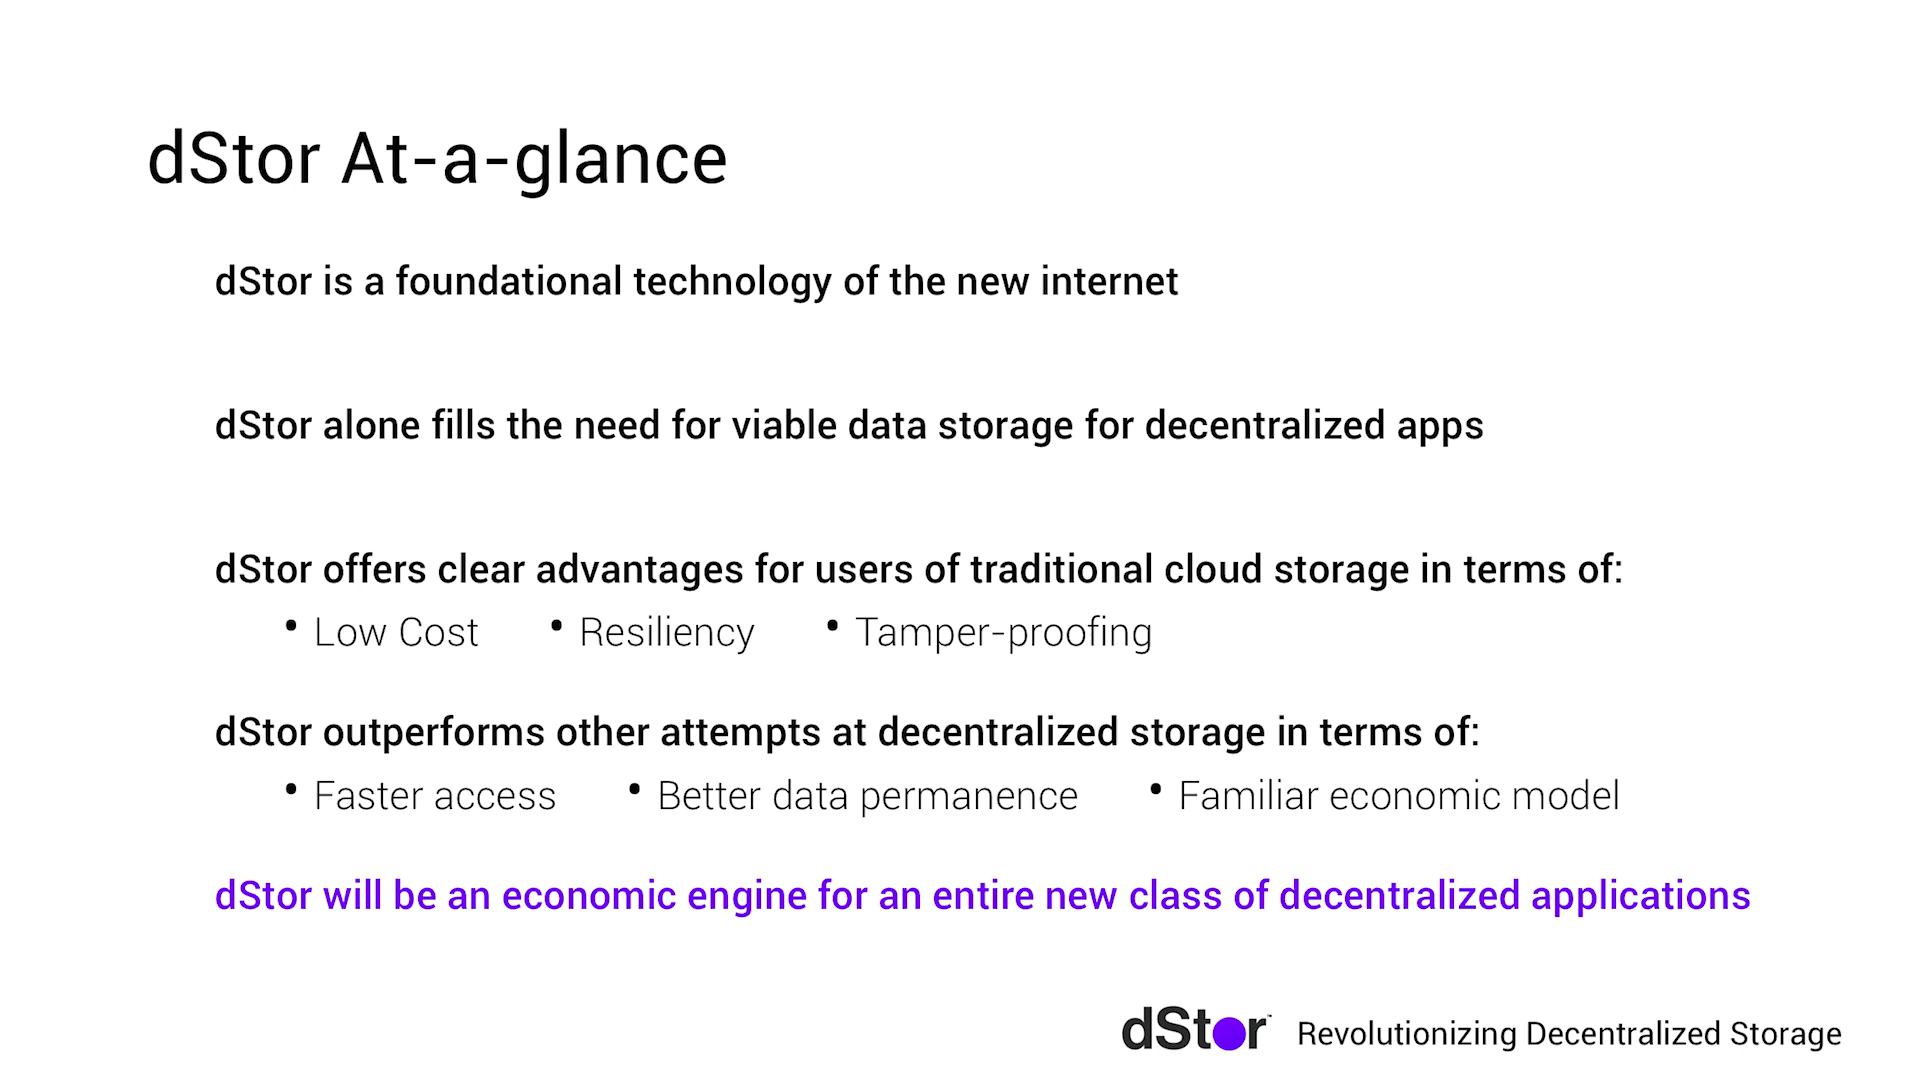 dStor At-a-glance
dStor is a foundational technology of the new internet
dStor alone fills the need for viable data storage for decentralized apps
dStor offers clear advantages for users of traditional cloud storage in terms of:
• Low Cost • Resiliency • Tamper-proofing
dStor outperforms other attempts at decentralized storage in terms of:
• Faster access • Better data permanence • Familiar economic model
dStor will be an economic engine for an entire new class of decentralized applications
dStor™ Revolutionizing Decentralized Storage